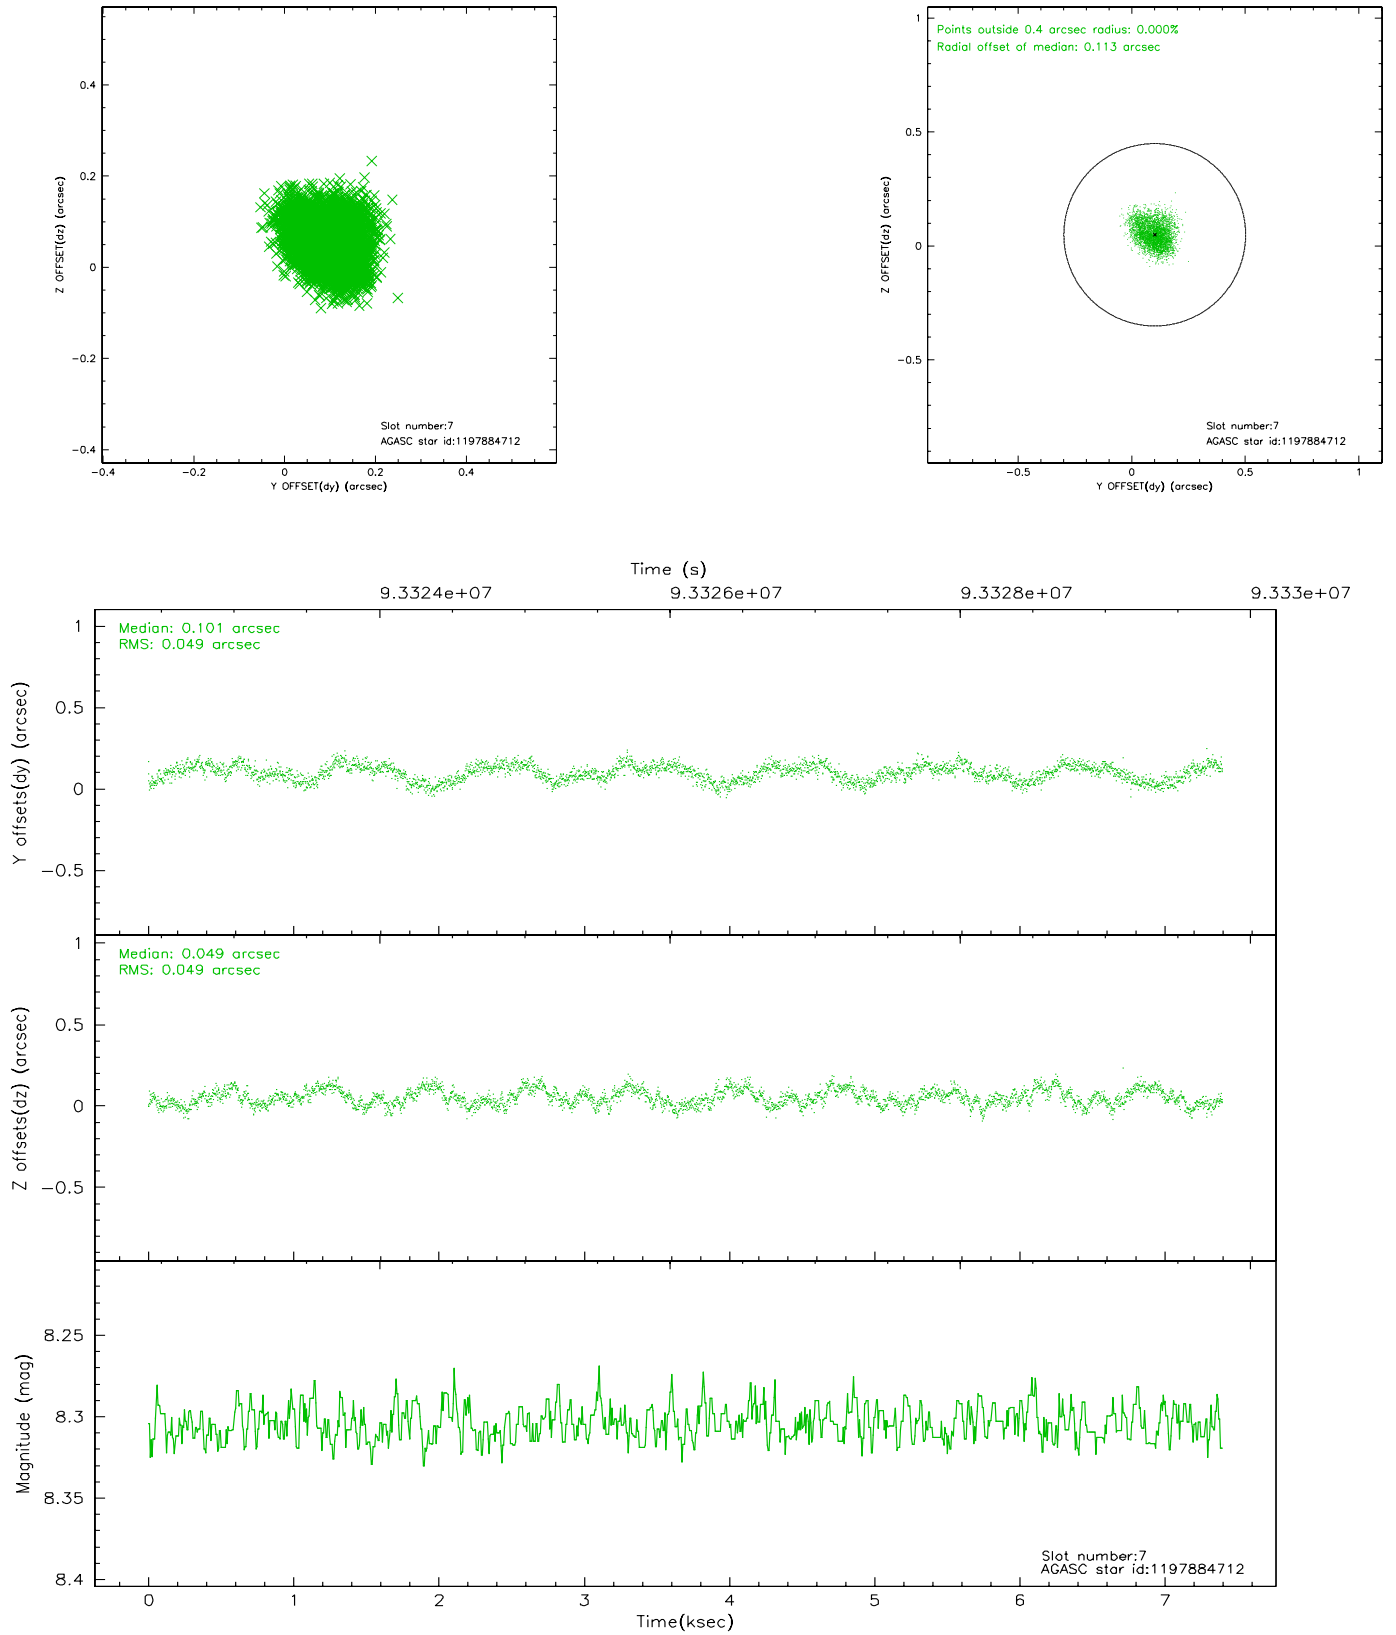 0.4
0.2
0
−0.2
−0.4
−0.4
−0.2
0
0.2
0.4
Z OFFSET(dz) (arcsec)
Y OFFSET(dy) (arcsec)
Slot number:7
AGASC star id:1197884712
Points outside 0.4 arcsec radius: 0.000%
Radial offset of median: 0.113 arcsec
1
0.5
0
−0.5
−0.5
0
0.5
1
Z OFFSET(dz) (arcsec)
Y OFFSET(dy) (arcsec)
Slot number:7
AGASC star id:1197884712
Time (s)
9.3324e+07
9.3326e+07
9.3328e+07
9.333e+07
Median: 0.101 arcsec
RMS: 0.049 arcsec
1
0.5
0
−0.5
Y offsets(dy) (arcsec)
Median: 0.049 arcsec
RMS: 0.049 arcsec
1
0.5
0
−0.5
Z offsets(dz) (arcsec)
8.25
8.3
8.35
8.4
Magnitude (mag)
Slot number:7
AGASC star id:1197884712
0
1
2
3
4
5
6
7
Time(ksec)